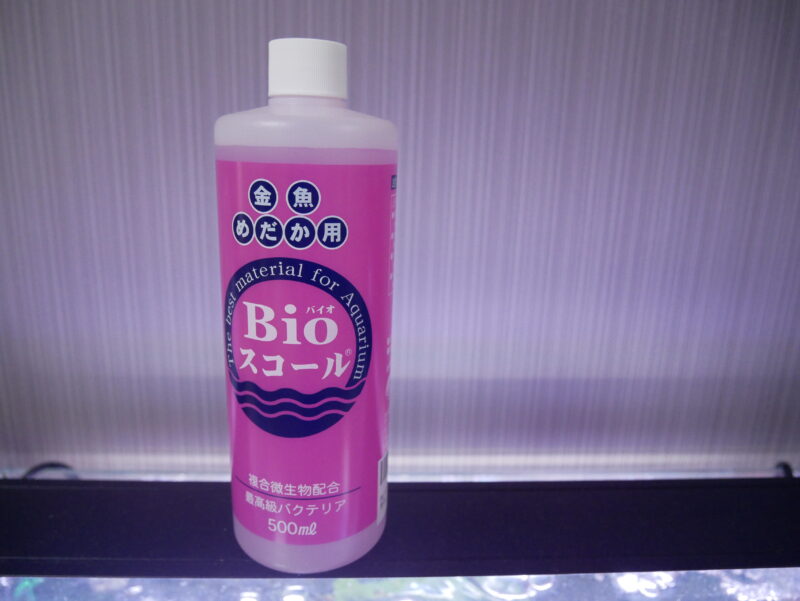 金魚
めだか用
The best material for Aquarium
バイオ
Bio
スコール®
複合微生物配合
最高級バクテリア
500ml